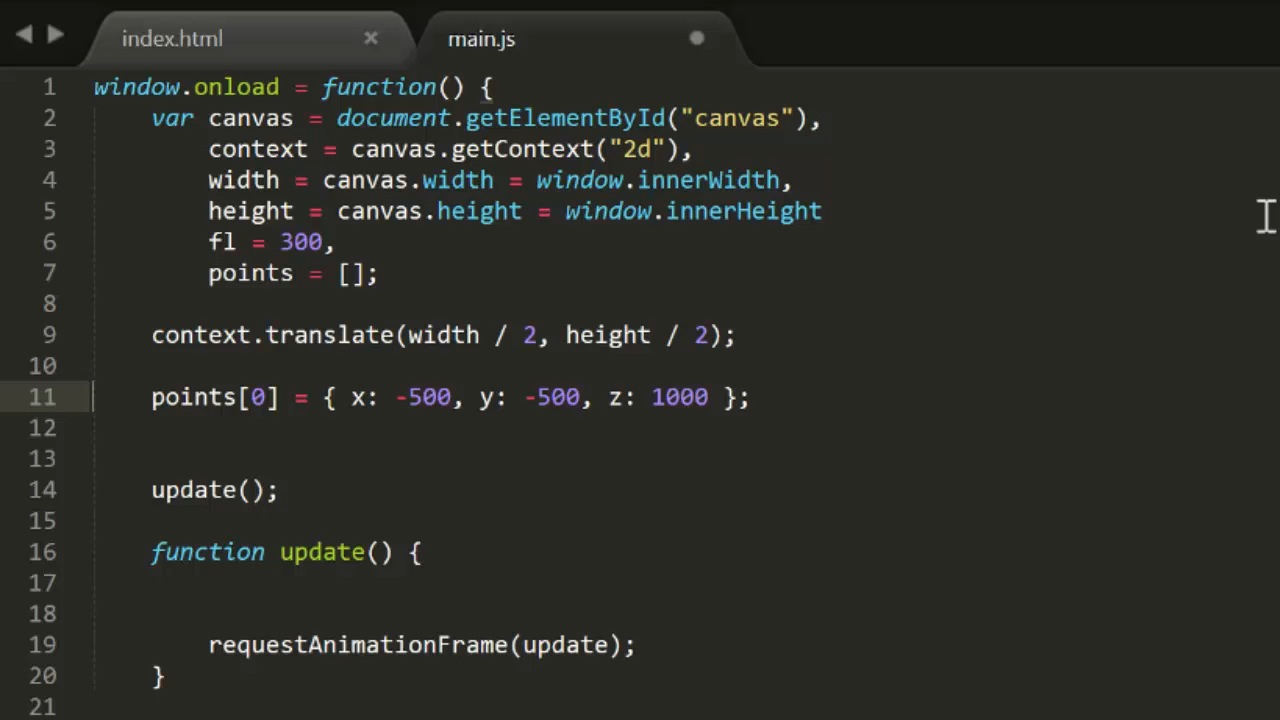 index.html × main.js
1 window.onload = function() {
2 var canvas = document.getElementById("canvas"),
3 context = canvas.getContext("2d"),
4 width = canvas.width = window.innerWidth,
5 height = canvas.height = window.innerHeight
6 fl = 300,
7 points = [];
8
9 context.translate(width / 2, height / 2);
10
11 points[0] = { x: -500, y: -500, z: 1000 };
12
13
14 update();
15
16 function update() {
17
18
19 requestAnimationFrame(update);
20 }
21